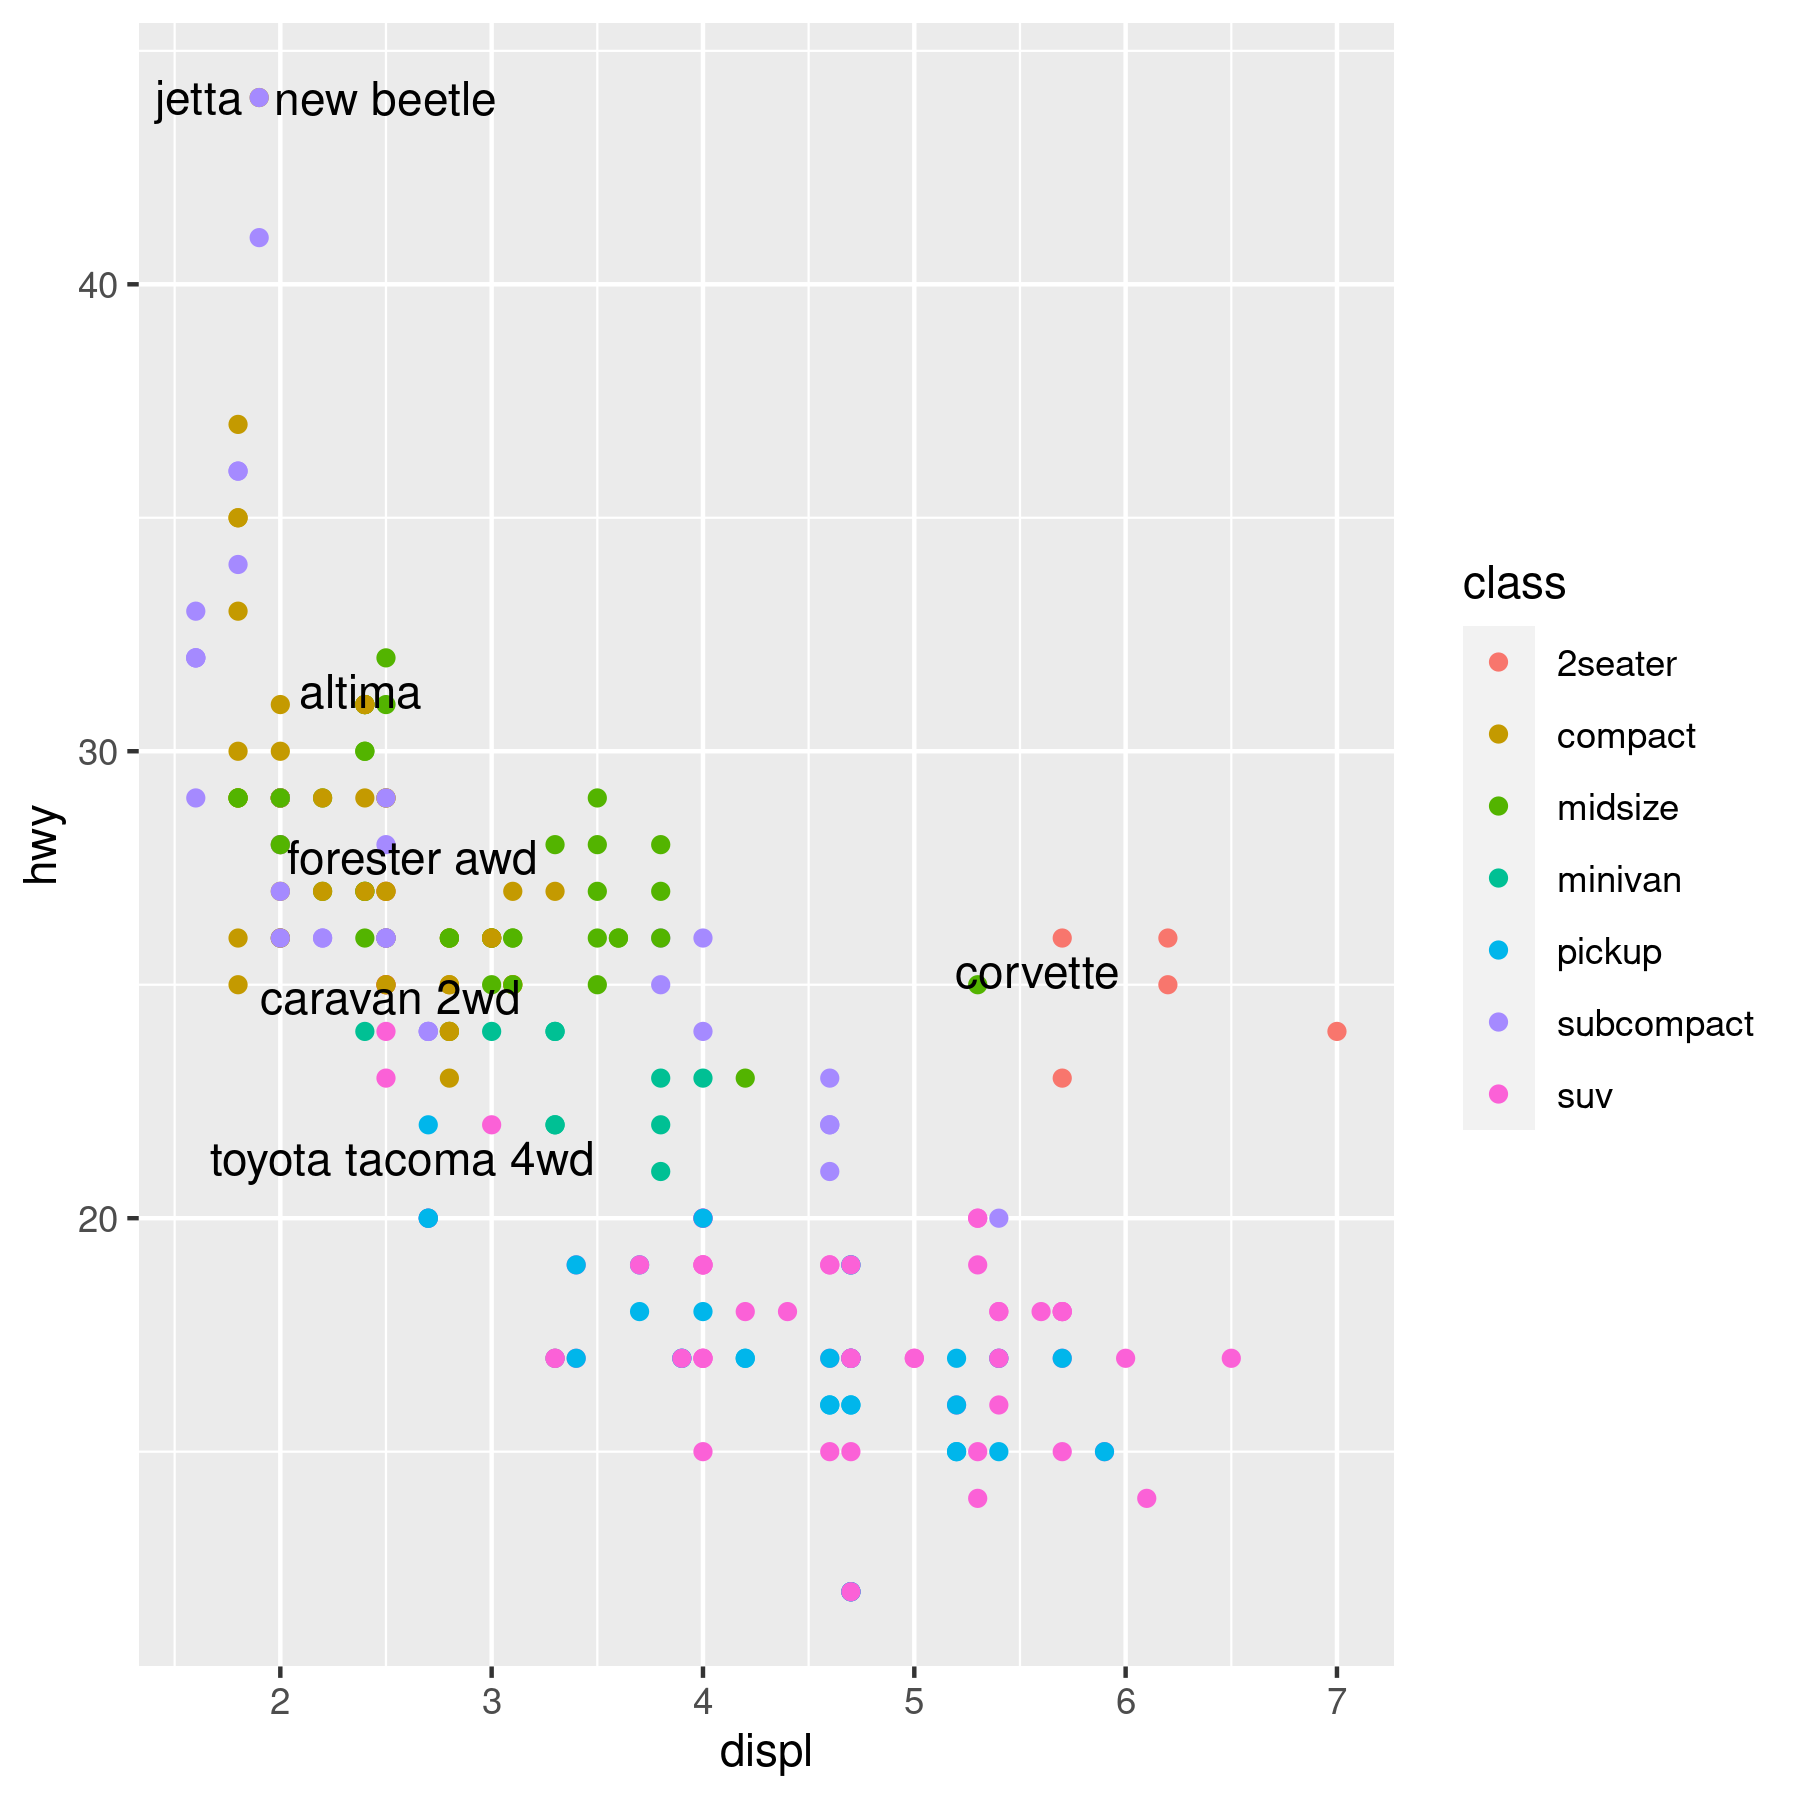 jetta new beetle
40
altima
30
forester awd
corvette
caravan 2wd
toyota tacoma 4wd
20
hwy
2 3 4 5 6 7
displ
class
2seater
compact
midsize
minivan
pickup
subcompact
suv